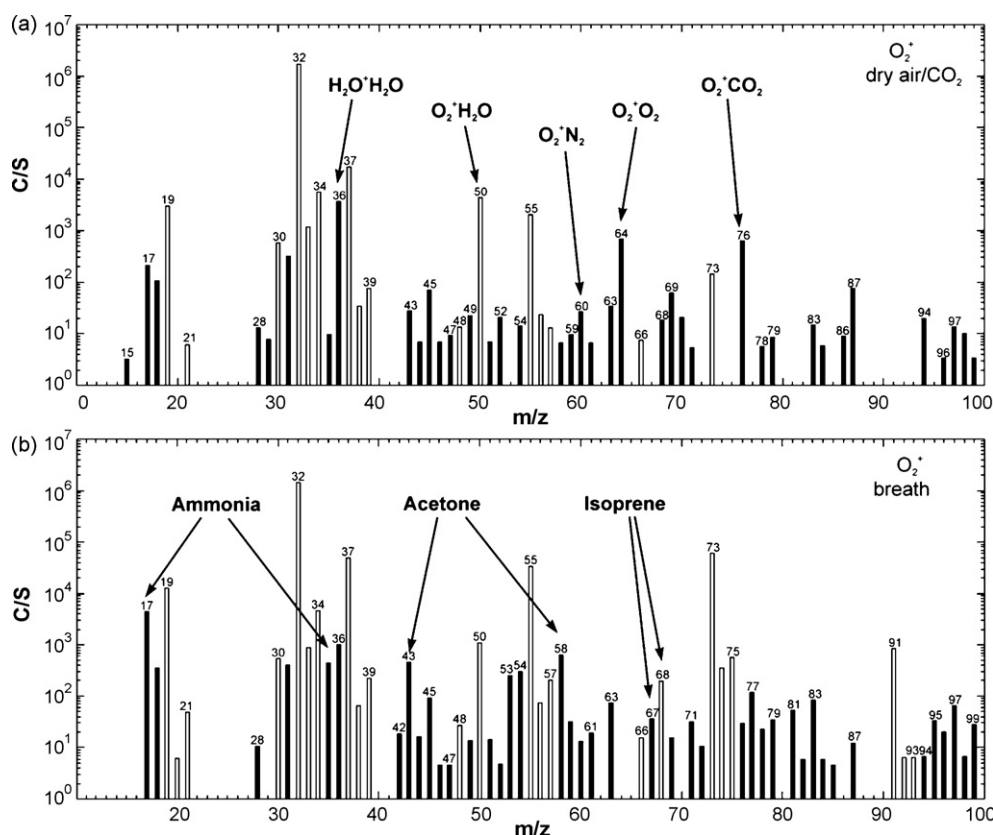 (a)
10⁷
10⁶
10⁵
10⁴
10³
10²
10¹
10⁰
C/S
O₂⁺
dry air/CO₂
H₂O⁺H₂O
O₂⁺H₂O
O₂⁺N₂
O₂⁺O₂
O₂⁺CO₂
15 17 19 21 28 30 32 34 36 37 39 43 45 47 48 49 50 52 54 55 59 60 63 64 66 68 69 73 76 78 79 83 86 87 94 96 97
0 20 30 40 50 60 70 80 90 100
m/z
(b)
10⁷
10⁶
10⁵
10⁴
10³
10²
10¹
10⁰
C/S
O₂⁺
breath
Ammonia
Acetone
Isoprene
17 19 21 28 30 32 34 36 37 39 42 43 45 47 48 50 53 54 55 57 58 61 63 66 67 68 71 73 75 77 79 81 83 87 91 93 94 95 97 99
20 30 40 50 60 70 80 90 100
m/z